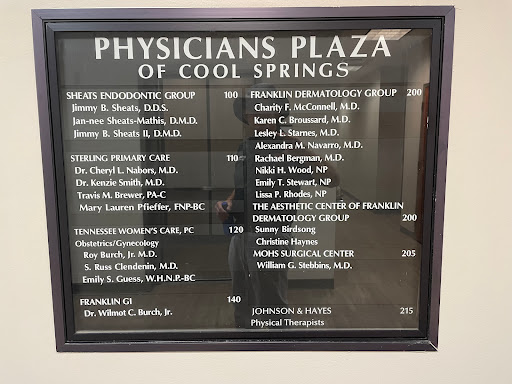 PHYSICIANS PLAZA
OF COOL SPRINGS
SHEATS ENDODONTIC GROUP 100
Jimmy B. Sheats, D.D.S.
Jan-nee Sheats-Mathis, D.M.D.
Jimmy B. Sheats II, D.M.D.
STERLING PRIMARY CARE 110
Dr. Cheryl L. Nabors, M.D.
Dr. Kenzie Smith, M.D.
Travis M. Brewer, PA-C
Mary Lauren Pfieffer, FNP-BC
TENNESSEE WOMEN'S CARE, PC 120
Obstetrics/Gynecology
Roy Burch, Jr. M.D.
S. Russ Clendenin, M.D.
Emily S. Guess, W.H.N.P.-BC
FRANKLIN GI 140
Dr. Wilmot C. Burch, Jr.
FRANKLIN DERMATOLOGY GROUP 200
Charity F. McConnell, M.D.
Karen C. Broussard, M.D.
Lesley L. Starnes, M.D.
Alexandra M. Navarro, M.D.
Rachael Bergman, M.D.
Nikki H. Wood, NP
Emily T. Stewart, NP
Lissa P. Rhodes, NP
THE AESTHETIC CENTER OF FRANKLIN
DERMATOLOGY GROUP 200
Sunny Birdsong
Christine Haynes
MOHS SURGICAL CENTER 205
William G. Stebbins, M.D.
JOHNSON & HAYES 215
Physical Therapists